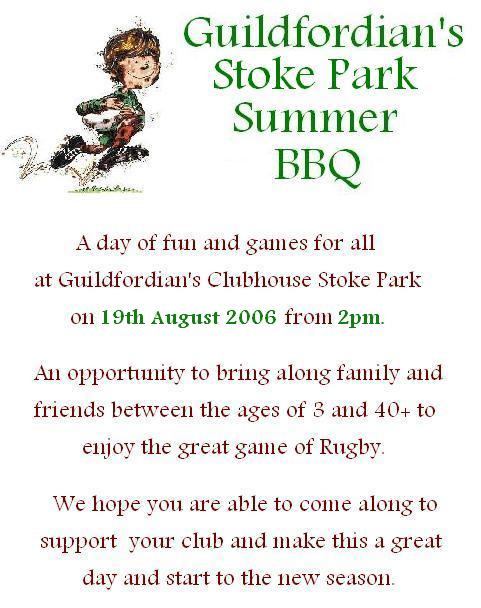 Guildfordian's
Stoke Park
Summer
BBQ
A day of fun and games for all
at Guildfordian's Clubhouse Stoke Park
on 19th August 2006 from 2pm.
An opportunity to bring along family and
friends between the ages of 3 and 40+ to
enjoy the great game of Rugby.
We hope you are able to come along to
support your club and make this a great
day and start to the new season.